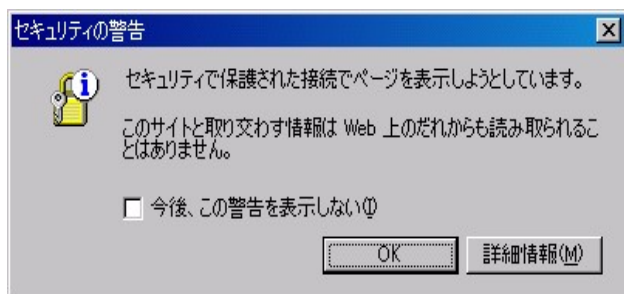 セキュリティの警告
セキュリティで保護された接続でページを表示しようとしています。
このサイトと取り交わす情報は Web 上のだれからも読み取られるこ
とはありません。
今後、この警告を表示しない(I)
OK
詳細情報(M)